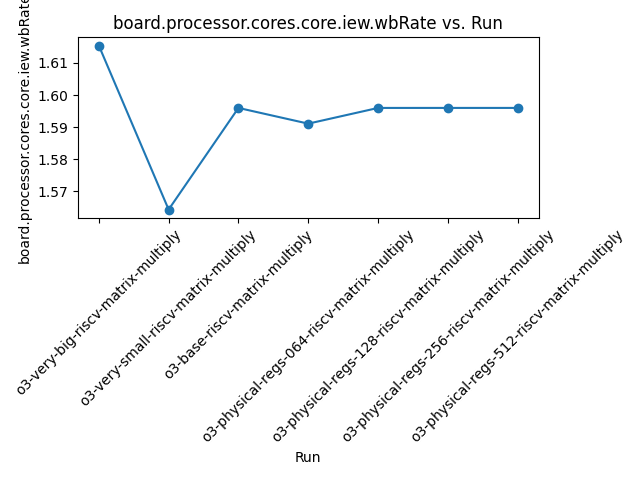 board.processor.cores.core.iew.wbRate vs. Run
board.processor.cores.core.iew.wbRate
1.61
1.60
1.59
1.58
1.57
o3-very-big-riscv-matrix-multiply
o3-very-small-riscv-matrix-multiply
o3-base-riscv-matrix-multiply
o3-physical-regs-064-riscv-matrix-multiply
o3-physical-regs-128-riscv-matrix-multiply
o3-physical-regs-256-riscv-matrix-multiply
o3-physical-regs-512-riscv-matrix-multiply
Run